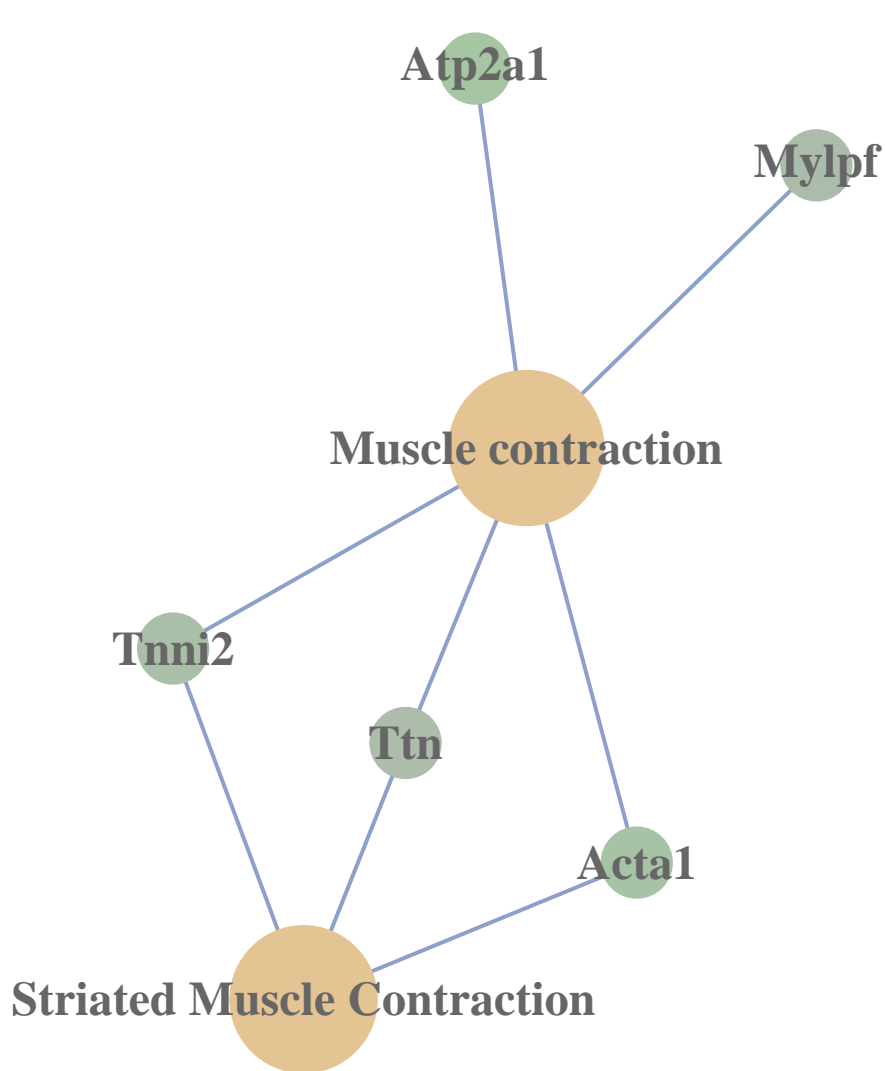 Atp2a1
Mylpf
Muscle contraction
Tnni2
Ttn
Acta1
Striated Muscle Contraction